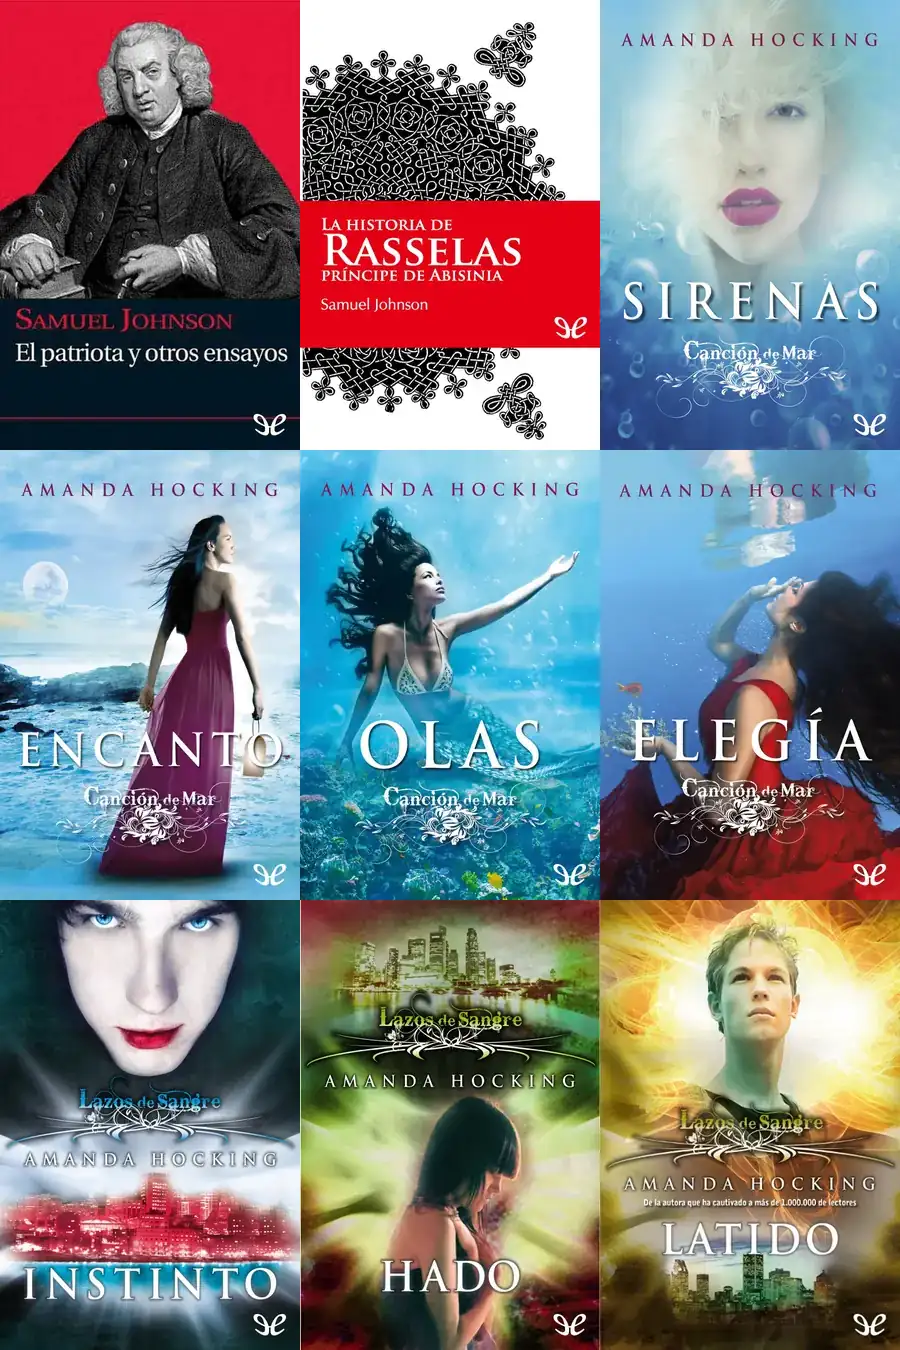 SAMUEL JOHNSON
El patriota y otros ensayos
LA HISTORIA DE
RASSELAS
PRÍNCIPE DE ABISINIA
Samuel Johnson
AMANDA HOCKING
SIRENAS
Canción de Mar
AMANDA HOCKING
ENCANTO
Canción de Mar
AMANDA HOCKING
OLAS
Canción de Mar
AMANDA HOCKING
ELEGÍA
Canción de Mar
Lazos de Sangre
AMANDA HOCKING
INSTINTO
Lazos de Sangre
AMANDA HOCKING
HADO
Lazos de Sangre
AMANDA HOCKING
De la autora que ha cautivado a más de 1.000.000 de lectores
LATIDO